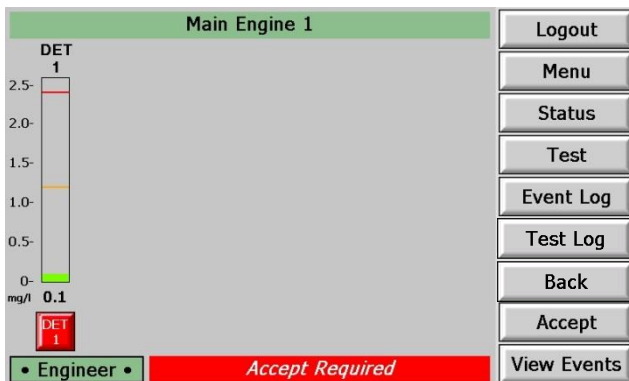 Main Engine 1
DET
1
2.5-
2.0-
1.5-
1.0-
0.5-
0-
mg/l 0.1
DET
1
• Engineer •
Accept Required
Logout
Menu
Status
Test
Event Log
Test Log
Back
Accept
View Events